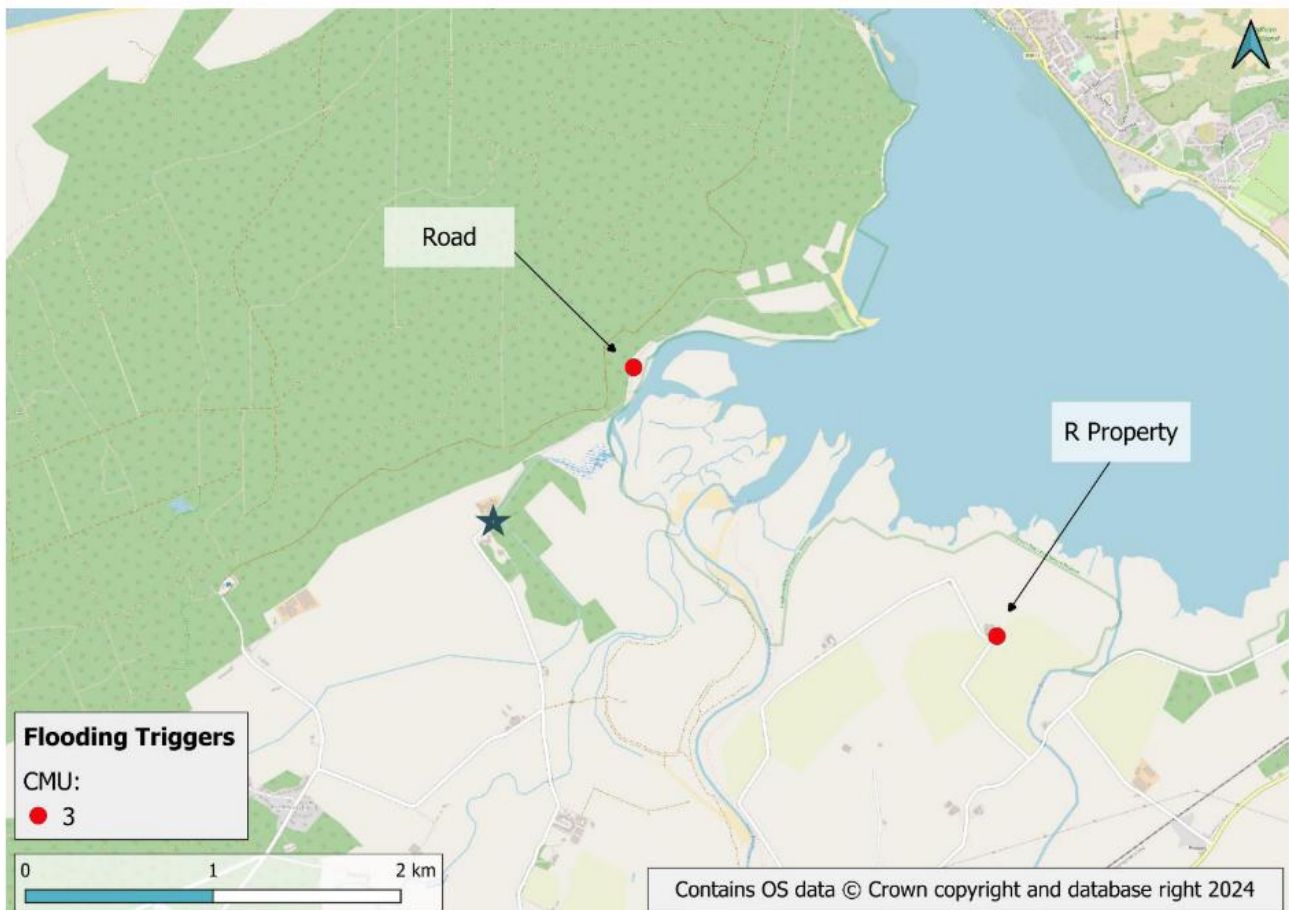 Road
R Property
Flooding Triggers
CMU:
3
0 1 2 km
Contains OS data © Crown copyright and database right 2024